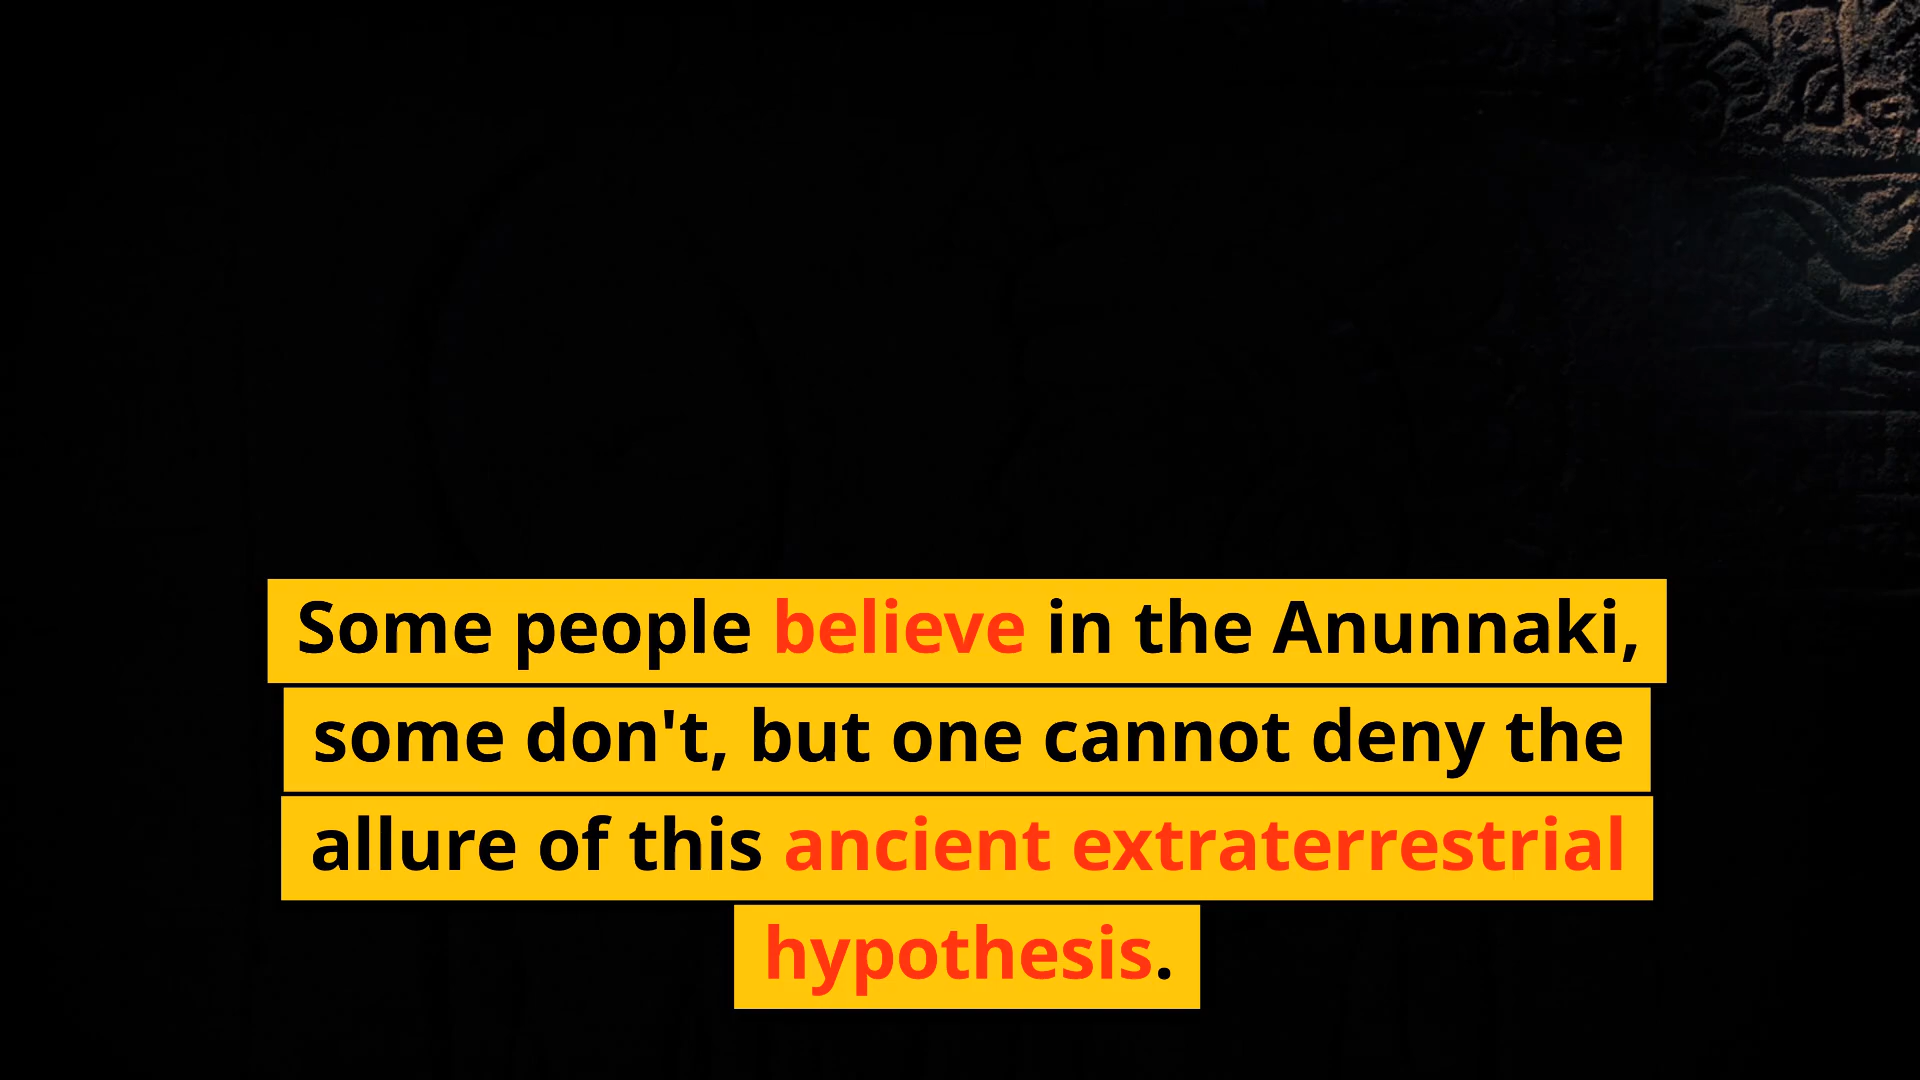 Some people believe in the Anunnaki,
some don't, but one cannot deny the
allure of this ancient extraterrestrial
hypothesis.